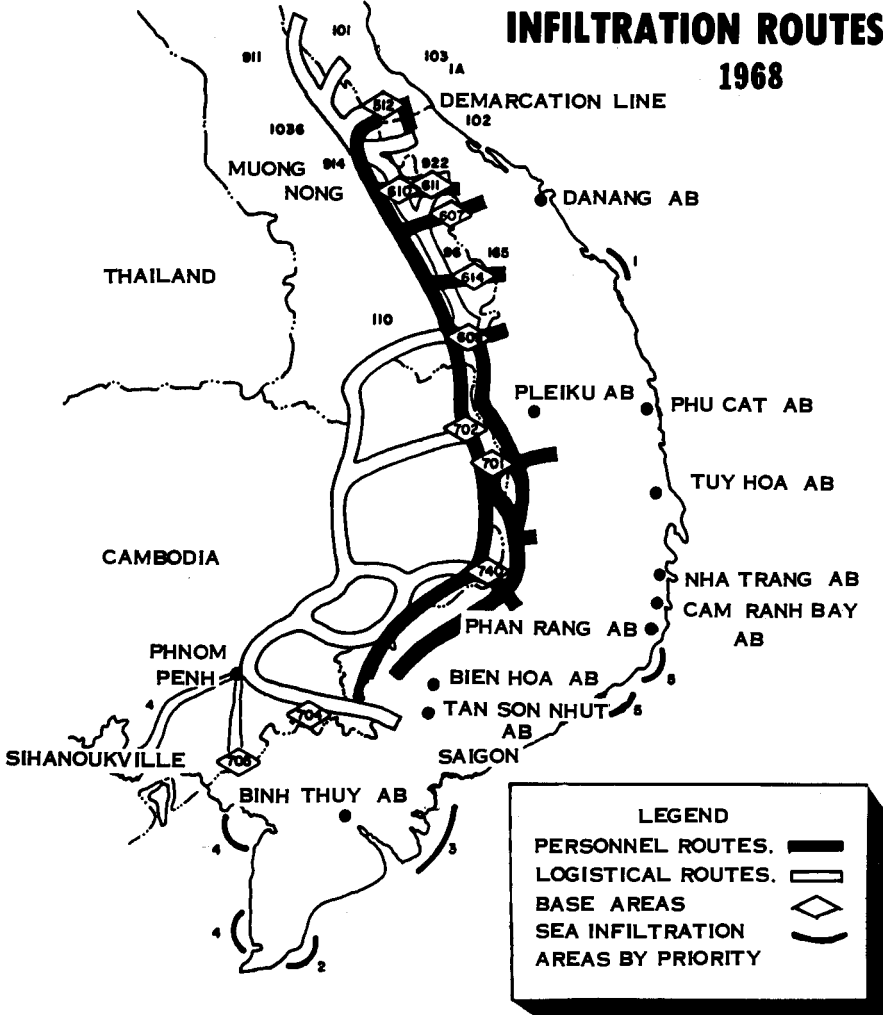 INFILTRATION ROUTES
1968
101
911
103
1A
512
DEMARCATION LINE
102
1036
MUONG
NONG
914
922
610
611
607
DANANG AB
96
165
614
1
THAILAND
110
PLEIKU AB
PHU CAT AB
702
701
TUY HOA AB
CAMBODIA
740
NHA TRANG AB
CAM RANH BAY
AB
PHAN RANG AB
PHNOM
PENH
BIEN HOA AB
5
4
704
TAN SON NHUT
AB
5
SIHANOUKVILLE
SAIGON
BINH THUY AB
4
3
4
2
LEGEND
PERSONNEL ROUTES.
LOGISTICAL ROUTES.
BASE AREAS
SEA INFILTRATION
AREAS BY PRIORITY